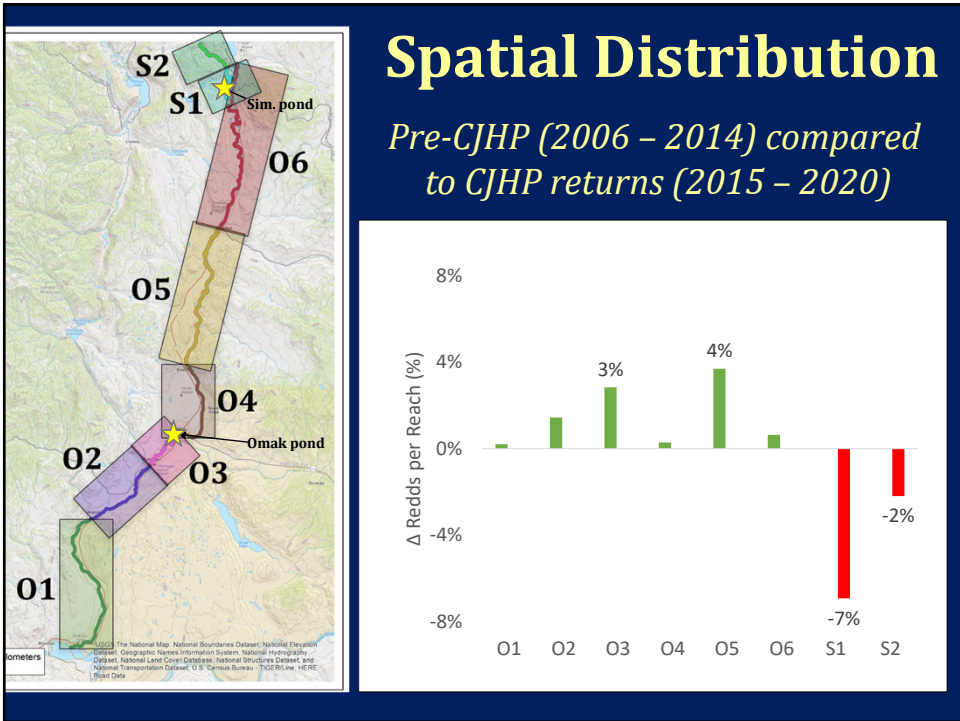 Spatial Distribution
Pre-CJHP (2006 – 2014) compared
to CJHP returns (2015 – 2020)
S2
S1
Sim. pond
O6
O5
O4
Omak pond
O2
O3
O1
lometers
USGS The National Map: National Boundaries Dataset, National Elevation
Dataset, Geographic Names Information System, National Hydrography
Dataset, National Land Cover Database, National Structures Dataset, and
National Transportation Dataset; U.S. Census Bureau - TIGER/Line; HERE
Road Data
Δ Redds per Reach (%)
8%
4%
0%
-4%
-8%
3%
4%
-7%
-2%
O1 O2 O3 O4 O5 O6 S1 S2